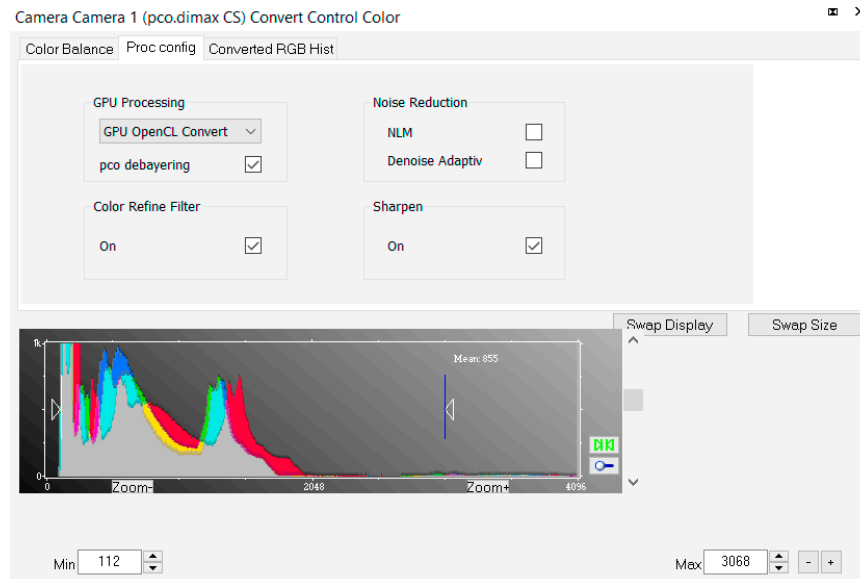 Camera Camera 1 (pco.dimax CS) Convert Control Color
Color Balance Proc config Converted RGB Hist
GPU Processing Noise Reduction
GPU OpenCL Convert NLM
pco debayering Denoise Adaptiv
Color Refine Filter Sharpen
On On
Swap Display Swap Size
1k
Mean: 855
0
0 Zoom- 2048 Zoom+ 4096
Min 112 Max 3068 - +